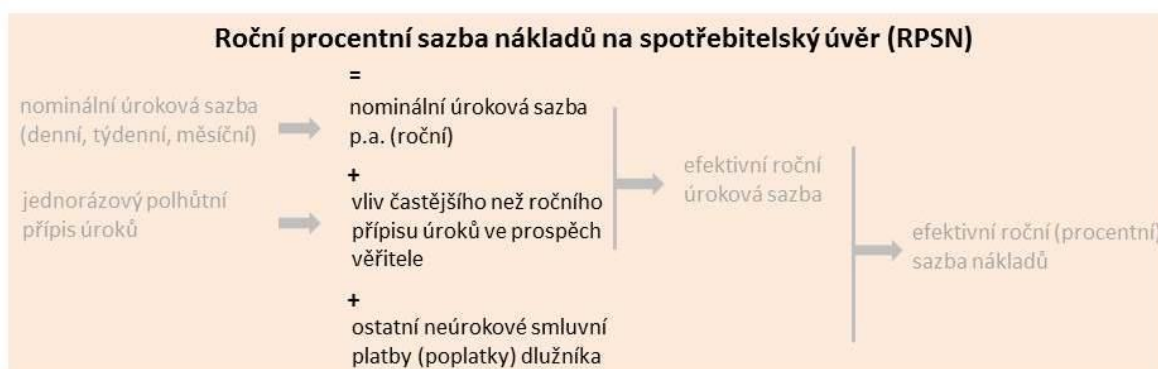 Roční procentní sazba nákladů na spotřebitelský úvěr (RPSN)
=
nominální úroková sazba
(denní, týdenní, měsíční)
nominální úroková sazba
p.a. (roční)
+
jednorázový polhůtní
přípis úroků
vliv častějšího než ročního
přípisu úroků ve prospěch
věřitele
efektivní roční
úroková sazba
+
ostatní neúrokové smluvní
platby (poplatky) dlužníka
efektivní roční (procentní)
sazba nákladů